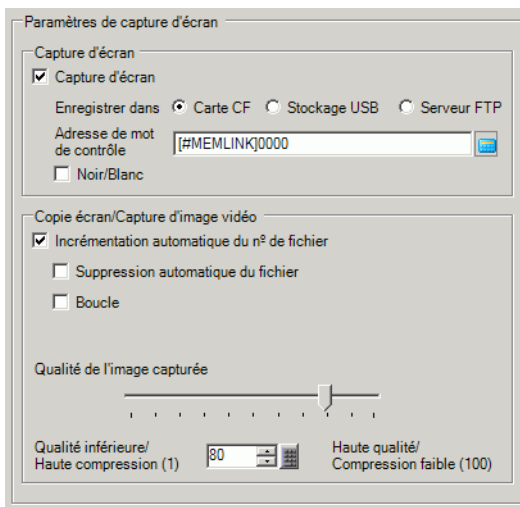 Paramètres de capture d'écran
Capture d'écran
Capture d'écran
Enregistrer dans Carte CF Stockage USB Serveur FTP
Adresse de mot
de contrôle
[#MEMLINK]0000
Noir/Blanc
Copie écran/Capture d'image vidéo
Incrémentation automatique du nº de fichier
Suppression automatique du fichier
Boucle
Qualité de l'image capturée
Qualité inférieure/
Haute compression (1)
80
Haute qualité/
Compression faible (100)